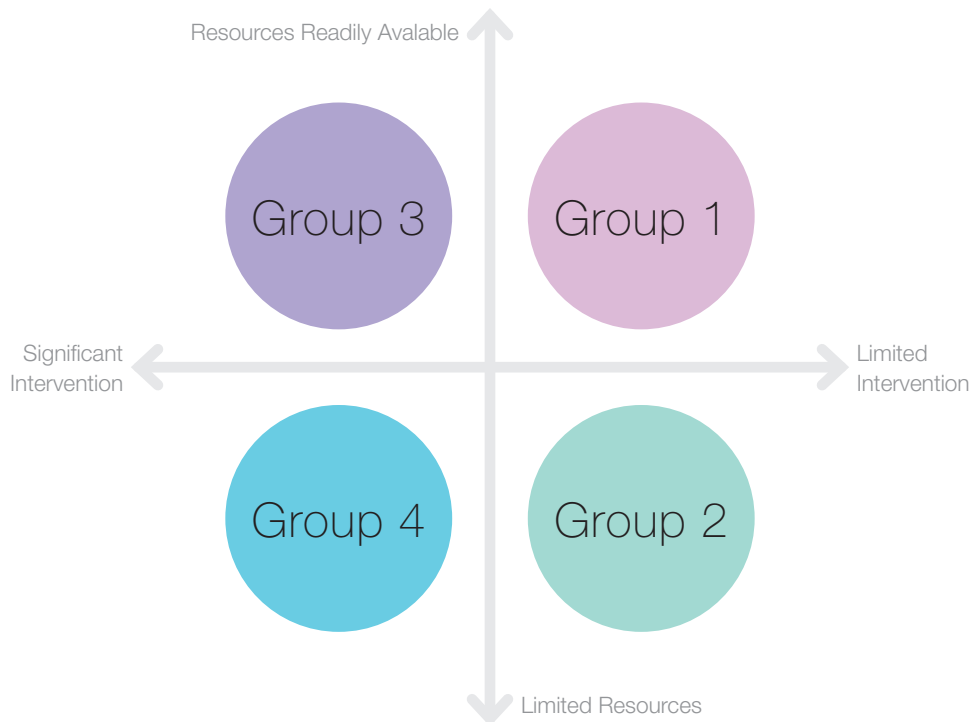 Resources Readily Avalable
Group 3
Group 1
Significant
Intervention
Limited
Intervention
Group 4
Group 2
Limited Resources